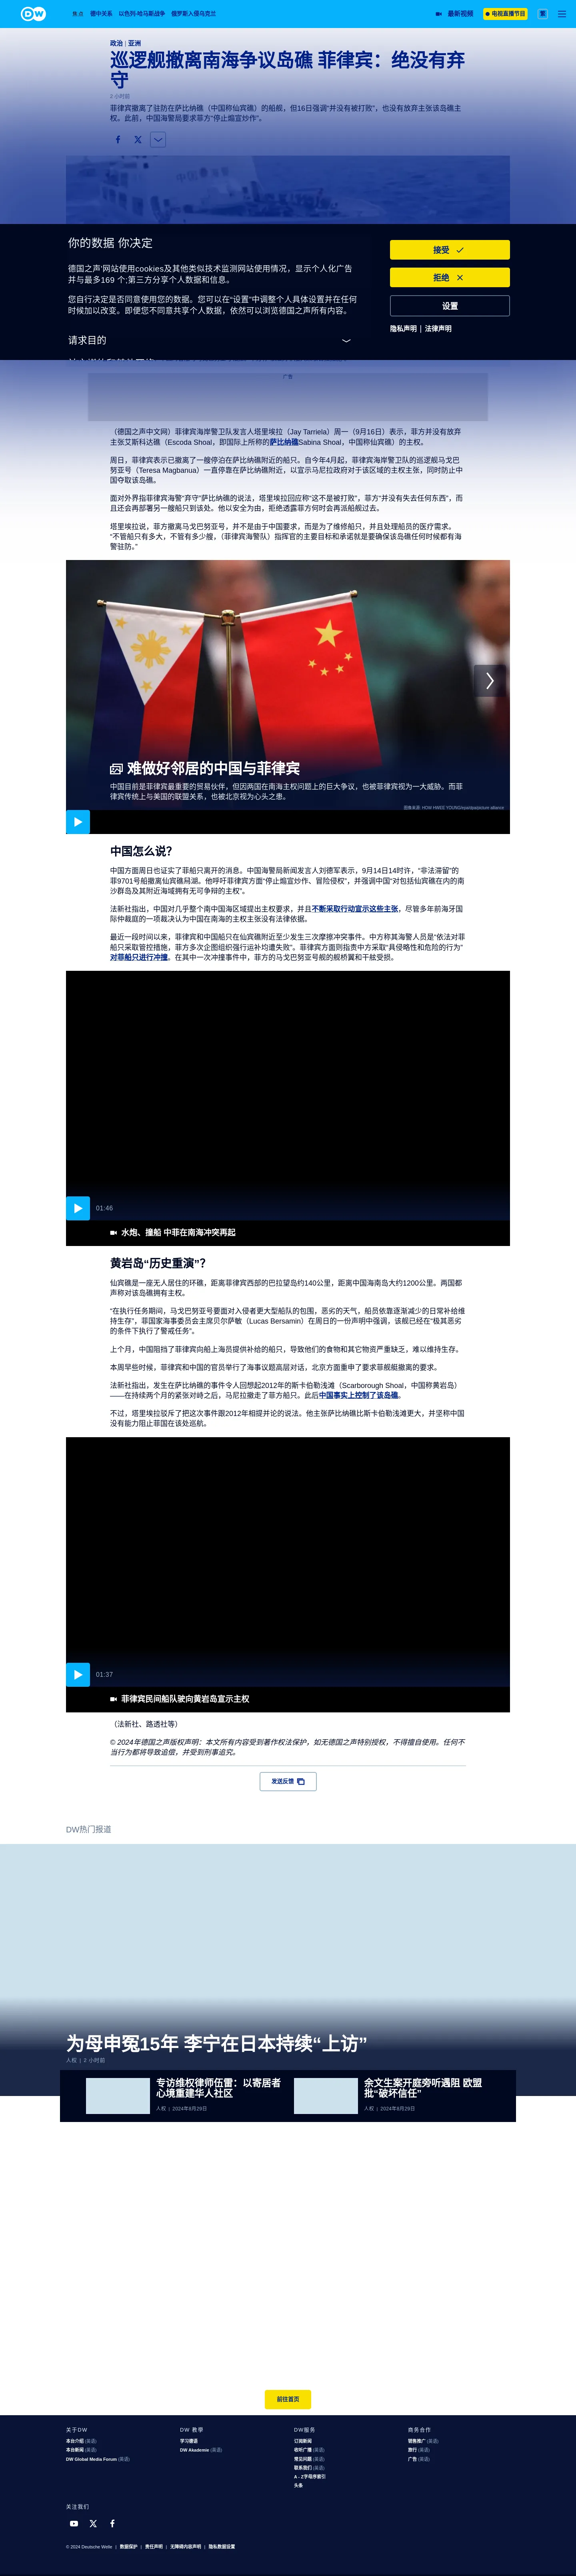 DW
焦点 德中关系 以色列-哈马斯战争 俄罗斯入侵乌克兰
最新视频
电视直播节目
繁
政治 | 亚洲
巡逻舰撤离南海争议岛礁 菲律宾：绝没有弃
守
2 小时前
菲律宾撤离了驻防在萨比纳礁（中国称仙宾礁）的船舰，但16日强调“并没有被打败”，也没有放弃主张该岛礁主
权。此前，中国海警局要求菲方“停止煽宣炒作”。
你的数据 你决定
德国之声'网站使用cookies及其他类似技术监测网站使用情况，显示个人化广告
并与最多169 个;第三方分享个人数据和信息。
您自行决定是否同意使用您的数据。您可以在“设置”中调整个人具体设置并在任何
时候加以改变。即使您不同意共享个人数据，依然可以浏览德国之声所有内容。
请求目的
接受
拒绝
设置
隐私声明 | 法律声明
广告
（德国之声中文网）菲律宾海岸警卫队发言人塔里埃拉（Jay Tarriela）周一（9月16日）表示，菲方并没有放弃
主张艾斯科达礁（Escoda Shoal，即国际上所称的萨比纳礁Sabina Shoal，中国称仙宾礁）的主权。
周日，菲律宾表示已撤离了一艘停泊在萨比纳礁附近的船只。自今年4月起，菲律宾海岸警卫队的巡逻舰马戈巴
努亚号（Teresa Magbanua）一直停靠在萨比纳礁附近，以宣示马尼拉政府对于该区域的主权主张，同时防止中
国夺取该岛礁。
面对外界指菲律宾海警“弃守”萨比纳礁的说法，塔里埃拉回应称“这不是被打败”，菲方“并没有失去任何东西”，而
且还会再部署另一艘船只到该处。他以安全为由，拒绝透露菲方何时会再派船舰过去。
塔里埃拉说，菲方撤离马戈巴努亚号，并不是由于中国要求，而是为了维修船只，并且处理船员的医疗需求。
“不管船只有多大，不管有多少艘，（菲律宾海警队）指挥官的主要目标和承诺就是要确保该岛礁任何时候都有海
警驻防。”
难做好邻居的中国与菲律宾
中国目前是菲律宾最重要的贸易伙伴，但因两国在南海主权问题上的巨大争议，也被菲律宾视为一大威胁。而菲
律宾传统上与美国的联盟关系，也被北京视为心头之患。
图像来源: HOW HWEE YOUNG/epa/dpa/picture alliance
中国怎么说？
中国方面周日也证实了菲船只离开的消息。中国海警局新闻发言人刘德军表示，9月14日14时许，“非法滞留”的
菲9701号船撤离仙宾礁舄湖。他呼吁菲律宾方面“停止煽宣炒作、冒险侵权”，并强调中国“对包括仙宾礁在内的南
沙群岛及其附近海域拥有无可争辩的主权”。
法新社指出，中国对几乎整个南中国海区域提出主权要求，并且不断采取行动宣示这些主张，尽管多年前海牙国
际仲裁庭的一项裁决认为中国在南海的主权主张没有法律依据。
最近一段时间以来，菲律宾和中国船只在仙宾礁附近至少发生三次摩擦冲突事件。中方称其海警人员是“依法对菲
船只采取管控措施，菲方多次企图组织强行运补均遭失败”。菲律宾方面则指责中方采取“具侵略性和危险的行为”
对菲船只进行冲撞。在其中一次冲撞事件中，菲方的马戈巴努亚号舰的舰桥翼和干舷受损。
01:46
水炮、撞船 中菲在南海冲突再起
黄岩岛“历史重演”？
仙宾礁是一座无人居住的环礁，距离菲律宾西部的巴拉望岛约140公里，距离中国海南岛大约1200公里。两国都
声称对该岛礁拥有主权。
“在执行任务期间，马戈巴努亚号要面对入侵者更大型船队的包围，恶劣的天气，船员依靠逐渐减少的日常补给维
持生存”，菲国家海事委员会主席贝尔萨敏（Lucas Bersamin）在周日的一份声明中强调，该舰已经在“极其恶劣
的条件下执行了警戒任务”。
上个月，中国阻挡了菲律宾向船上海员提供补给的船只，导致他们的食物和其它物资严重缺乏，难以维持生存。
本周早些时候，菲律宾和中国的官员举行了海事议题高层对话，北京方面重申了要求菲舰艇撤离的要求。
法新社指出，发生在萨比纳礁的事件令人回想起2012年的斯卡伯勒浅滩（Scarborough Shoal，中国称黄岩岛）
——在持续两个月的紧张对峙之后，马尼拉撤走了菲方船只。此后中国事实上控制了该岛礁。
不过，塔里埃拉驳斥了把这次事件跟2012年相提并论的说法。他主张萨比纳礁比斯卡伯勒浅滩更大，并坚称中国
没有能力阻止菲国在该处巡航。
01:37
菲律宾民间船队驶向黄岩岛宣示主权
（法新社、路透社等）
© 2024年德国之声版权声明：本文所有内容受到著作权法保护，如无德国之声特别授权，不得擅自使用。任何不
当行为都将导致追偿，并受到刑事追究。
发送反馈
DW热门报道
为母申冤15年 李宁在日本持续“上访”
人权 | 2 小时前
专访维权律师伍雷：以寄居者
心境重建华人社区
人权 | 2024年8月29日
余文生案开庭旁听遇阻 欧盟
批“破坏信任”
人权 | 2024年8月29日
前往首页
关于DW
本台介绍 (英语)
本台新闻 (英语)
DW Global Media Forum (英语)
DW 教學
学习德语
DW Akademie (英语)
DW服务
订阅新闻
收听广播 (英语)
常见问题 (英语)
联系我们 (英语)
A - Z字母序索引
头条
商务合作
销售推广 (英语)
旅行 (英语)
广告 (英语)
关注我们
© 2024 Deutsche Welle | 数据保护 | 责任声明 | 无障碍内容声明 | 隐私数据设置